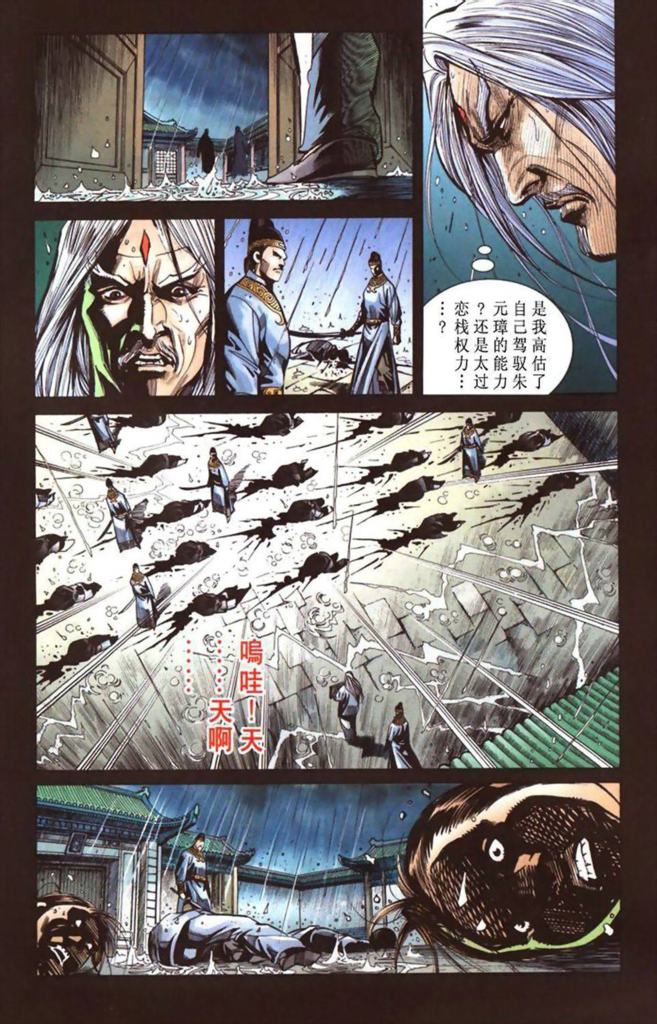 是我高估了
自己驾驭朱
元璋的能力
？还是太过
恋栈权力…
…？
嗚哇！天
……天啊
……